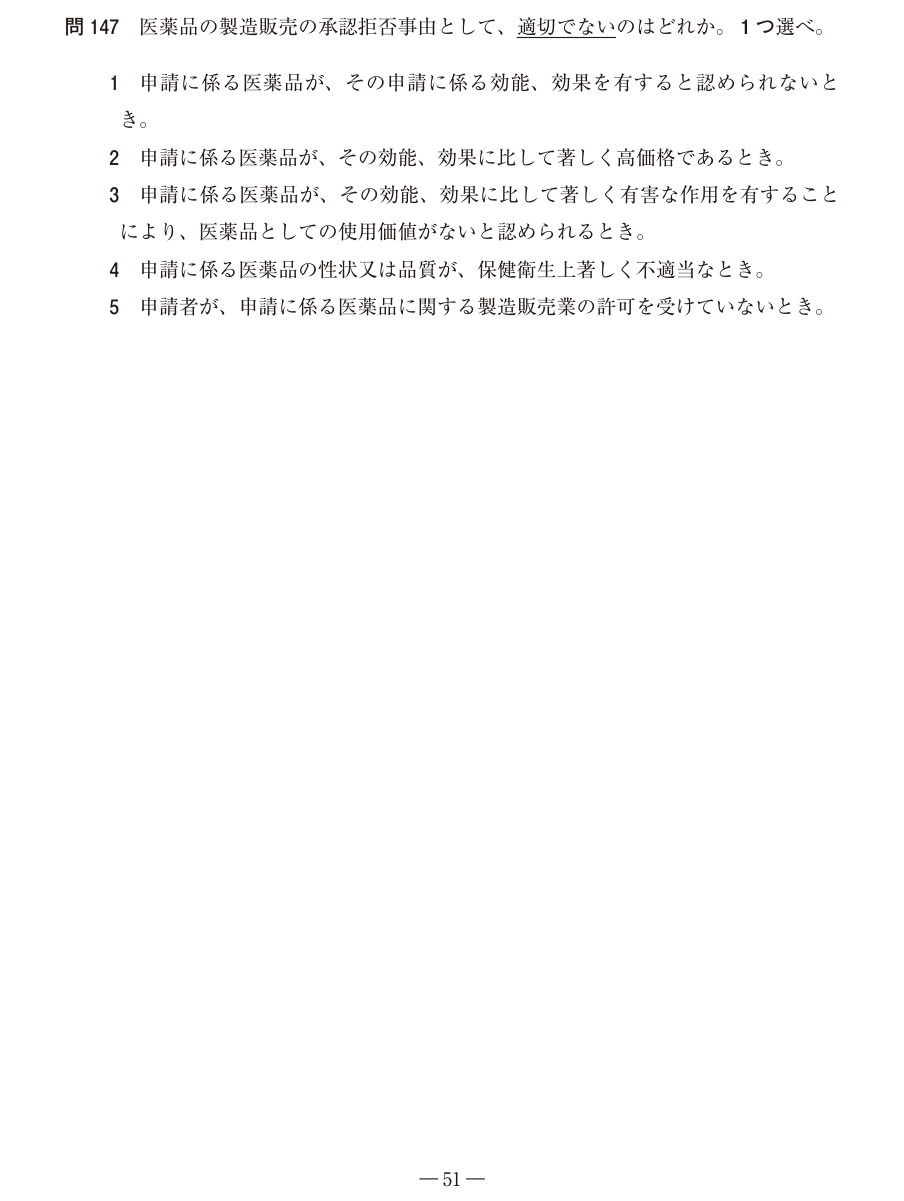 問 147　医薬品の製造販売の承認拒否事由として、適切でないのはどれか。1つ選べ。
1　申請に係る医薬品が、その申請に係る効能、効果を有すると認められないと
き。
2　申請に係る医薬品が、その効能、効果に比して著しく高価格であるとき。
3　申請に係る医薬品が、その効能、効果に比して著しく有害な作用を有すること
により、医薬品としての使用価値がないと認められるとき。
4　申請に係る医薬品の性状又は品質が、保健衛生上著しく不適当なとき。
5　申請者が、申請に係る医薬品に関する製造販売業の許可を受けていないとき。
— 51 —